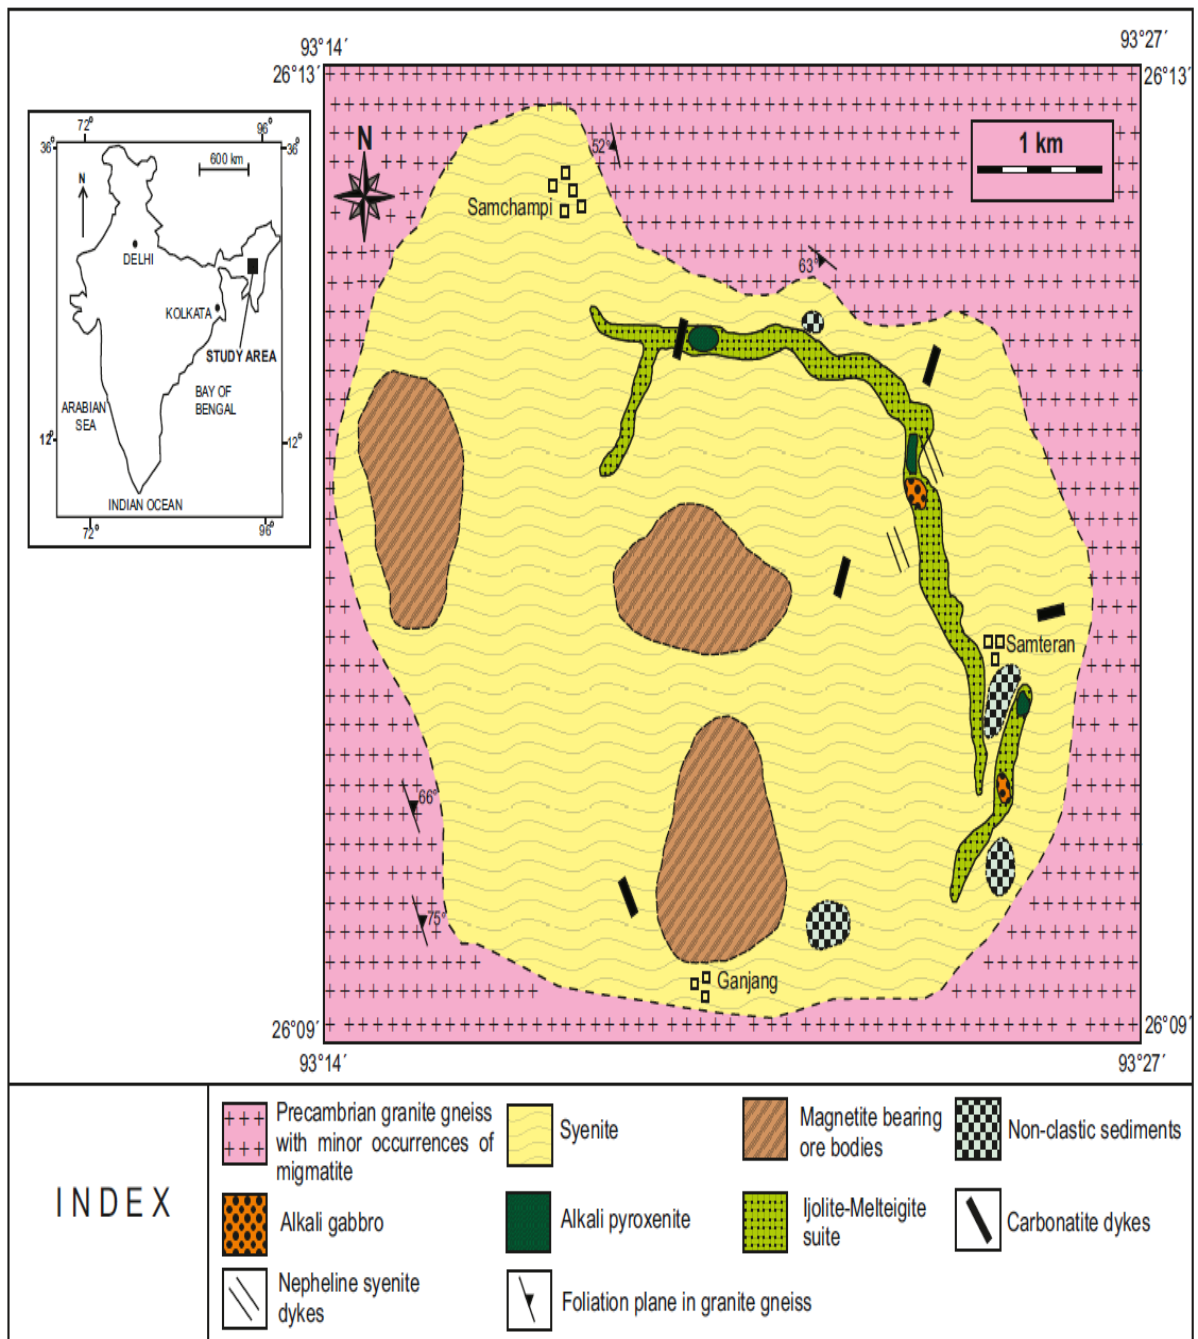 93°14′
93°27′
26°13′
26°13′
72°
96°
36°
36°
600 km
N
DELHI
KOLKATA
STUDY AREA
ARABIAN
SEA
BAY OF
BENGAL
12°
12°
INDIAN OCEAN
72°
96°
N
1 km
52°
Samchampi
63°
Samteran
66°
75°
Ganjang
26°09′
26°09′
93°14′
93°27′
INDEX
Precambrian granite gneiss
with minor occurrences of
migmatite
Syenite
Magnetite bearing
ore bodies
Non-clastic sediments
Alkali gabbro
Alkali pyroxenite
Ijolite-Melteigite
suite
Carbonatite dykes
Nepheline syenite
dykes
Foliation plane in granite gneiss